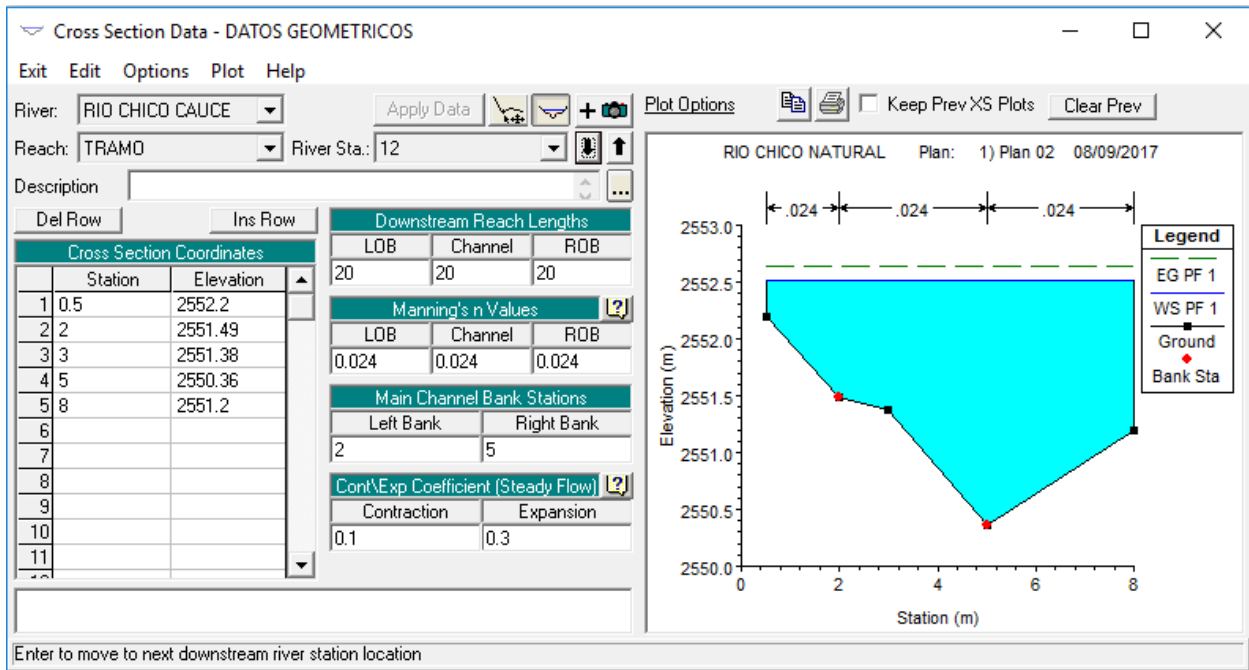 Cross Section Data - DATOS GEOMETRICOS
Exit Edit Options Plot Help
River: RIO CHICO CAUCE Apply Data
Reach: TRAMO River Sta.: 12
Description ...
Del Row Ins Row
Cross Section Coordinates
Station Elevation
1 0.5 2552.2
2 2 2551.49
3 3 2551.38
4 5 2550.36
5 8 2551.2
6
7
8
9
10
11
Downstream Reach Lengths
LOB Channel ROB
20 20 20
Manning's n Values
LOB Channel ROB
0.024 0.024 0.024
Main Channel Bank Stations
Left Bank Right Bank
2 5
Cont\Exp Coefficient (Steady Flow)
Contraction Expansion
0.1 0.3
Plot Options Keep Prev XS Plots Clear Prev
RIO CHICO NATURAL Plan: 1) Plan 02 08/09/2017
.024 .024 .024
2553.0
2552.5
2552.0
2551.5
2551.0
2550.5
2550.0
Elevation (m)
0 2 4 6 8
Station (m)
Legend
EG PF 1
WS PF 1
Ground
Bank Sta
Enter to move to next downstream river station location